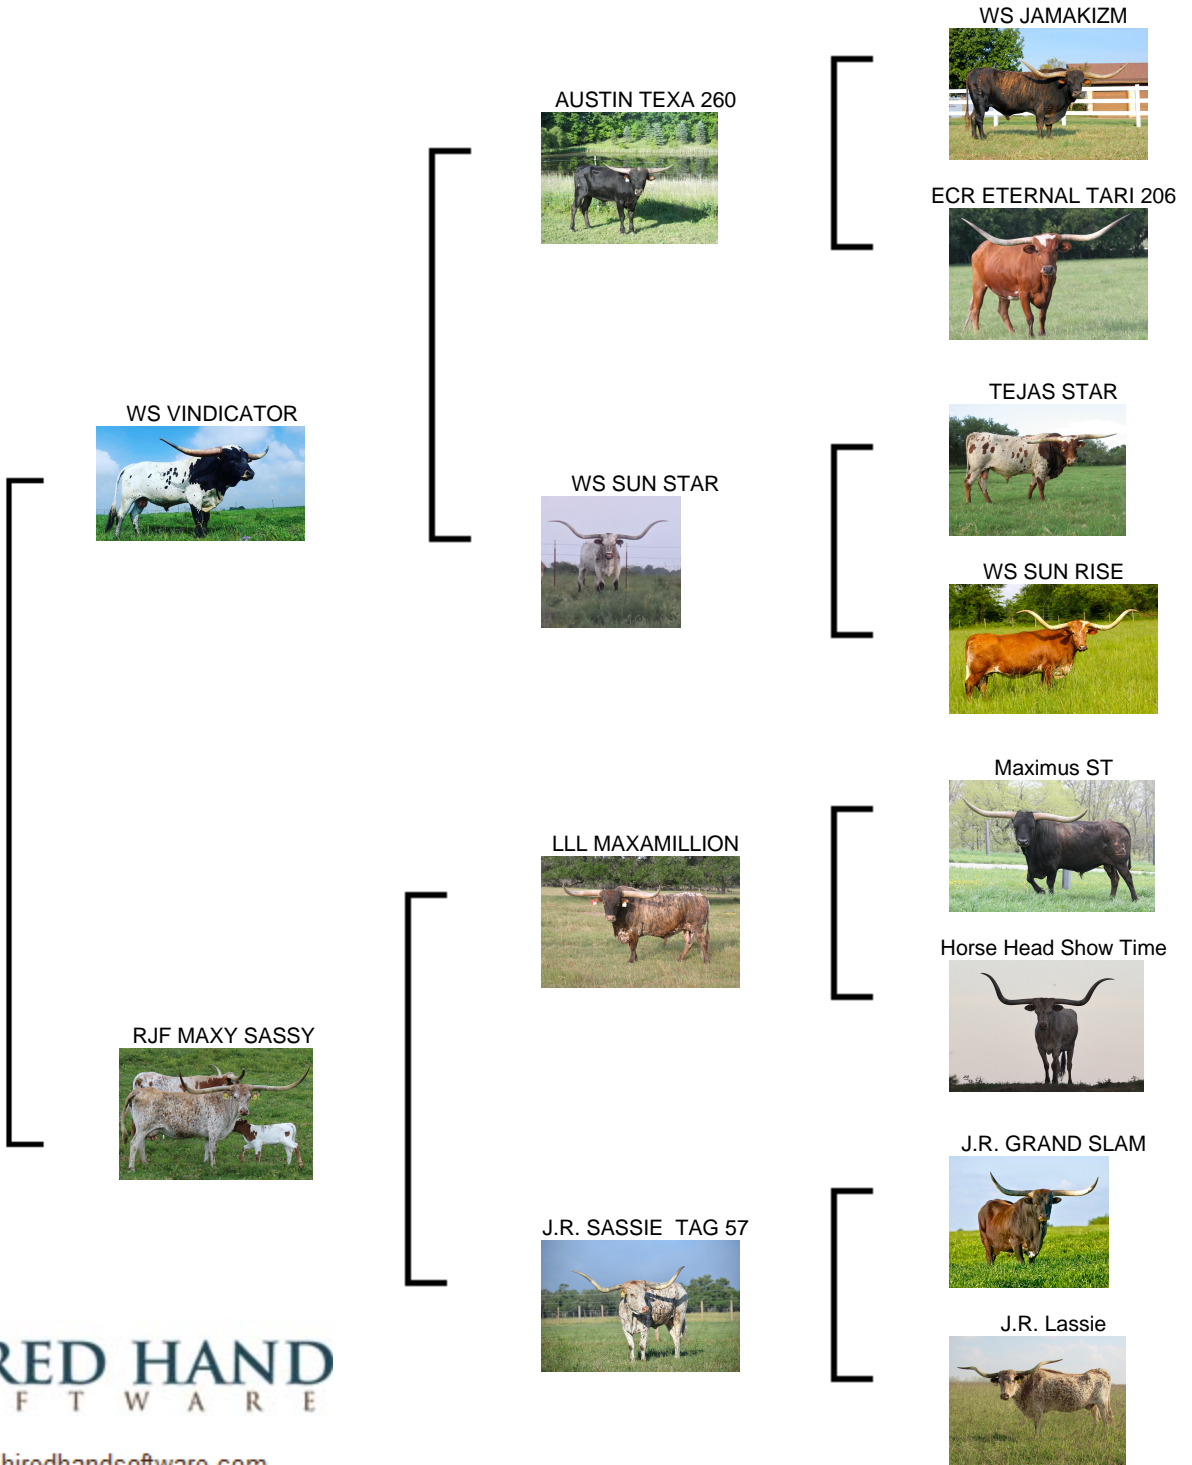 WS JAMAKIZM
AUSTIN TEXA 260
ECR ETERNAL TARI 206
TEJAS STAR
WS VINDICATOR
WS SUN STAR
WS SUN RISE
Maximus ST
LLL MAXAMILLION
Horse Head Show Time
RJF MAXY SASSY
J.R. GRAND SLAM
J.R. SASSIE  TAG 57
J.R. Lassie
RED HAND
F T W A R E
hiredhandsoftware.com